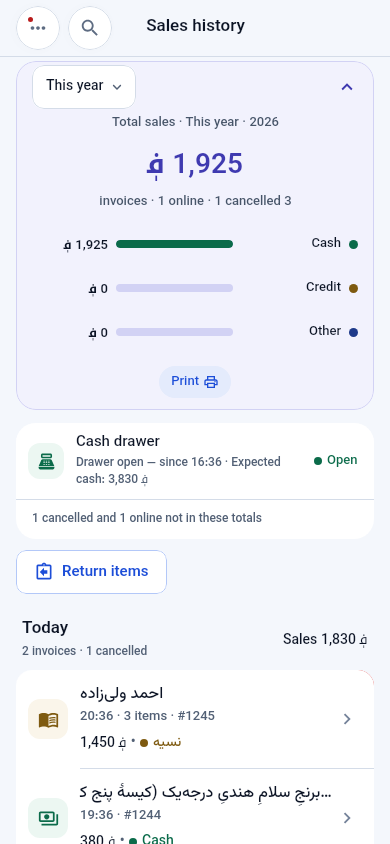 Sales history
This year
Total sales · This year · 2026
؋ 1,925
invoices · 1 online · 1 cancelled 3
؋ 1,925 Cash
؋ 0 Credit
؋ 0 Other
Print
Cash drawer
Drawer open — since 16:36 · Expected
cash: 3,830 ؋
Open
1 cancelled and 1 online not in these totals
Return items
Today
2 invoices · 1 cancelled
Sales 1,830 ؋
احمد ولی‌زاده
20:36 · 3 items · #1245
1,450 ؋ • نسیه
برنجِ سلامِ هندیِ درجه‌یک (کیسهٔ پنج ک...
19:36 · #1244
380 ؋ • Cash